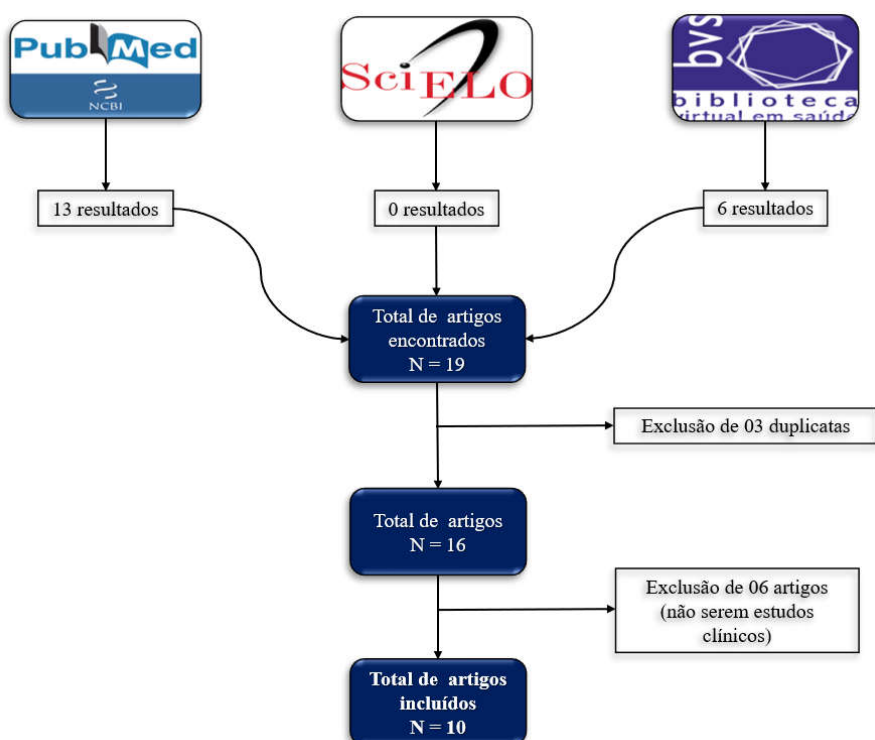 PubMed
NCBI
SciELO
bvs
biblioteca
virtual em saúde
13 resultados
0 resultados
6 resultados
Total de artigos
encontrados
N = 19
Exclusão de 03 duplicatas
Total de artigos
N = 16
Exclusão de 06 artigos
(não serem estudos
clínicos)
Total de artigos
incluídos
N = 10